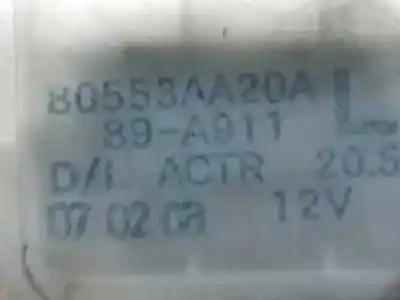 80553AA20A L
89-A911
D/L ACTR 20.5
07 02 08 12V